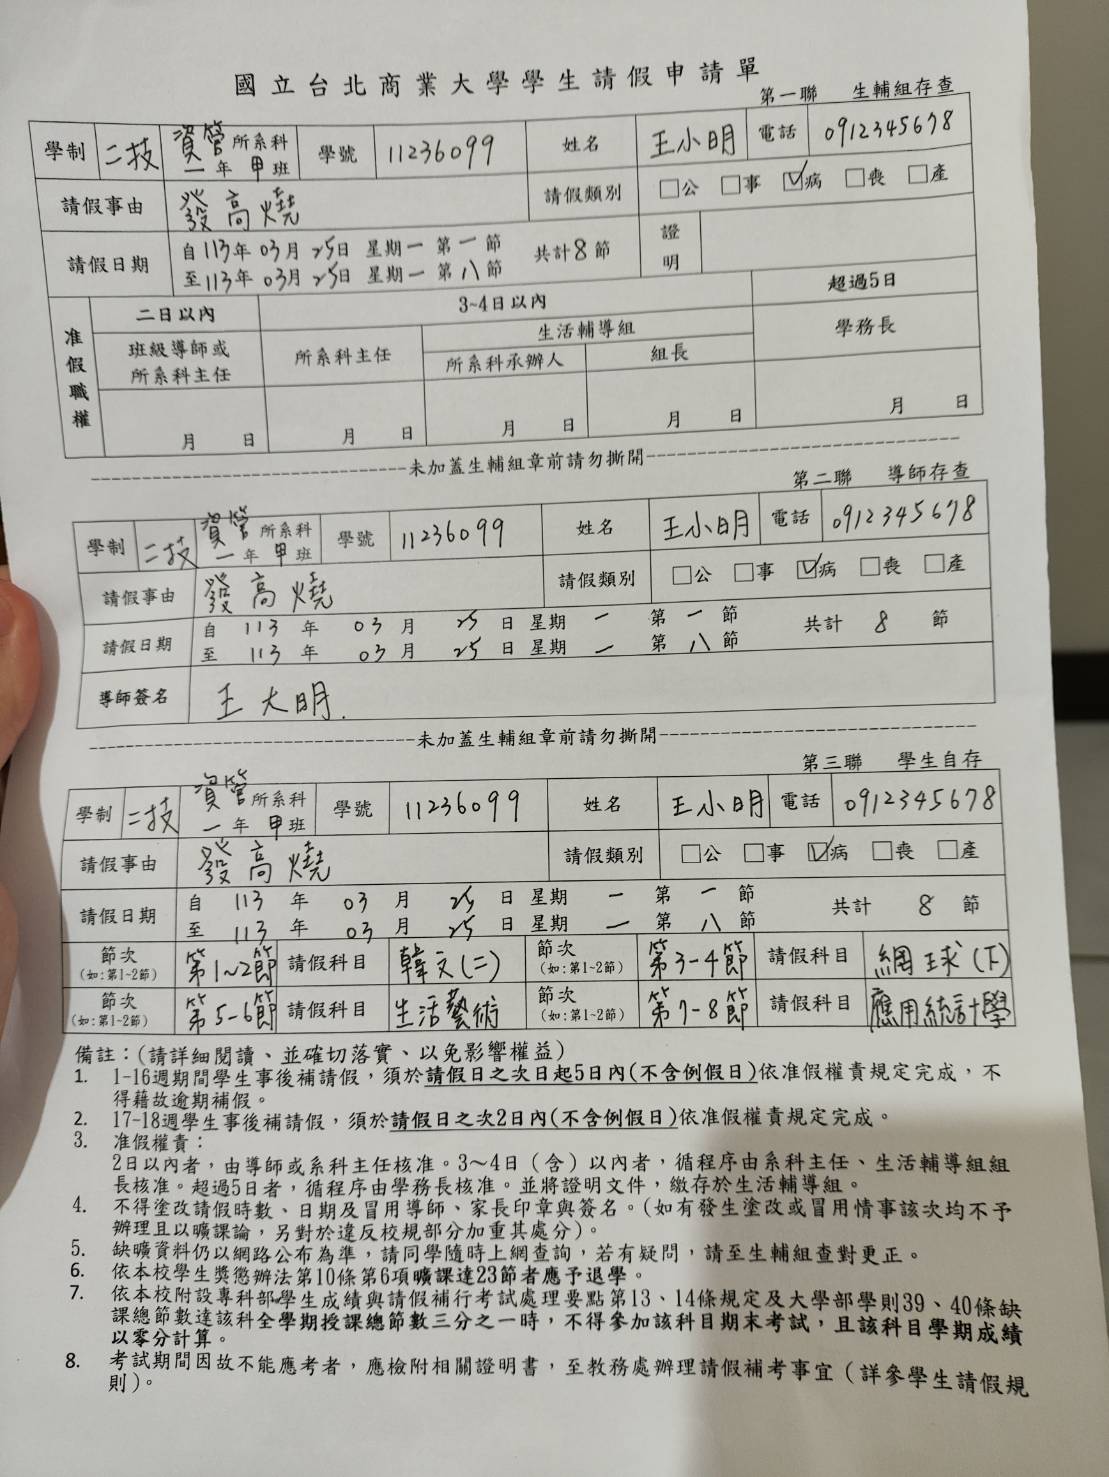 國立台北商業大學學生請假申請單
第一聯 生輔組存查
學制 二技 資管所系科 一年甲班 學號 11236099 姓名 王小明 電話 0912345678
請假事由 發高燒 請假類別 □公 □事 ☑病 □喪 □產
請假日期 自113年03月25日 星期一 第一節 共計8節 證明
至113年03月25日 星期一 第八節
准假職權 二日以內 3~4日以內 超過5日
班級導師或所系科主任 所系科主任 生活輔導組 學務長
所系科承辦人 組長
月 日 月 日 月 日 月 日 月 日
未加蓋生輔組章前請勿撕開
第二聯 導師存查
學制 二技 資管所系科 一年甲班 學號 11236099 姓名 王小明 電話 0912345678
請假事由 發高燒 請假類別 □公 □事 ☑病 □喪 □產
請假日期 自 113 年 03 月 25 日 星期 一 第 一 節 共計 8 節
至 113 年 03 月 25 日 星期 一 第 八 節
導師簽名 王大明.
未加蓋生輔組章前請勿撕開
第三聯 學生自存
學制 二技 資管所系科 一年甲班 學號 11236099 姓名 王小明 電話 0912345678
請假事由 發高燒 請假類別 □公 □事 ☑病 □喪 □產
請假日期 自 113 年 03 月 25 日 星期 一 第 一 節 共計 8 節
至 113 年 03 月 25 日 星期 一 第 八 節
節次(如:第1~2節) 第1~2節 請假科目 韓文(二) 節次(如:第1~2節) 第3-4節 請假科目 網球(下)
節次(如:第1~2節) 第5-6節 請假科目 生活藝術 節次(如:第1~2節) 第7-8節 請假科目 應用統計學
備註：(請詳細閱讀、並確切落實、以免影響權益)
1. 1-16週期間學生事後補請假，須於請假日之次日起5日內(不含例假日)依准假權責規定完成，不
得藉故逾期補假。
2. 17-18週學生事後補請假，須於請假日之次2日內(不含例假日)依准假權責規定完成。
3. 准假權責：
2日以內者，由導師或系科主任核准。3～4日（含）以內者，循程序由系科主任、生活輔導組組
長核准。超過5日者，循程序由學務長核准。並將證明文件，繳存於生活輔導組。
4. 不得塗改請假時數、日期及冒用導師、家長印章與簽名。(如有發生塗改或冒用情事該次均不予
辦理且以曠課論，另對於違反校規部分加重其處分)。
5. 缺曠資料仍以網路公布為準，請同學隨時上網查詢，若有疑問，請至生輔組查對更正。
6. 依本校學生獎懲辦法第10條第6項曠課達23節者應予退學。
7. 依本校附設專科部學生成績與請假補行考試處理要點第13、14條規定及大學部學則39、40條缺
課總節數達該科全學期授課總節數三分之一時，不得參加該科目期末考試，且該科目學期成績
以零分計算。
8. 考試期間因故不能應考者，應檢附相關證明書，至教務處辦理請假補考事宜（詳參學生請假規
則)。